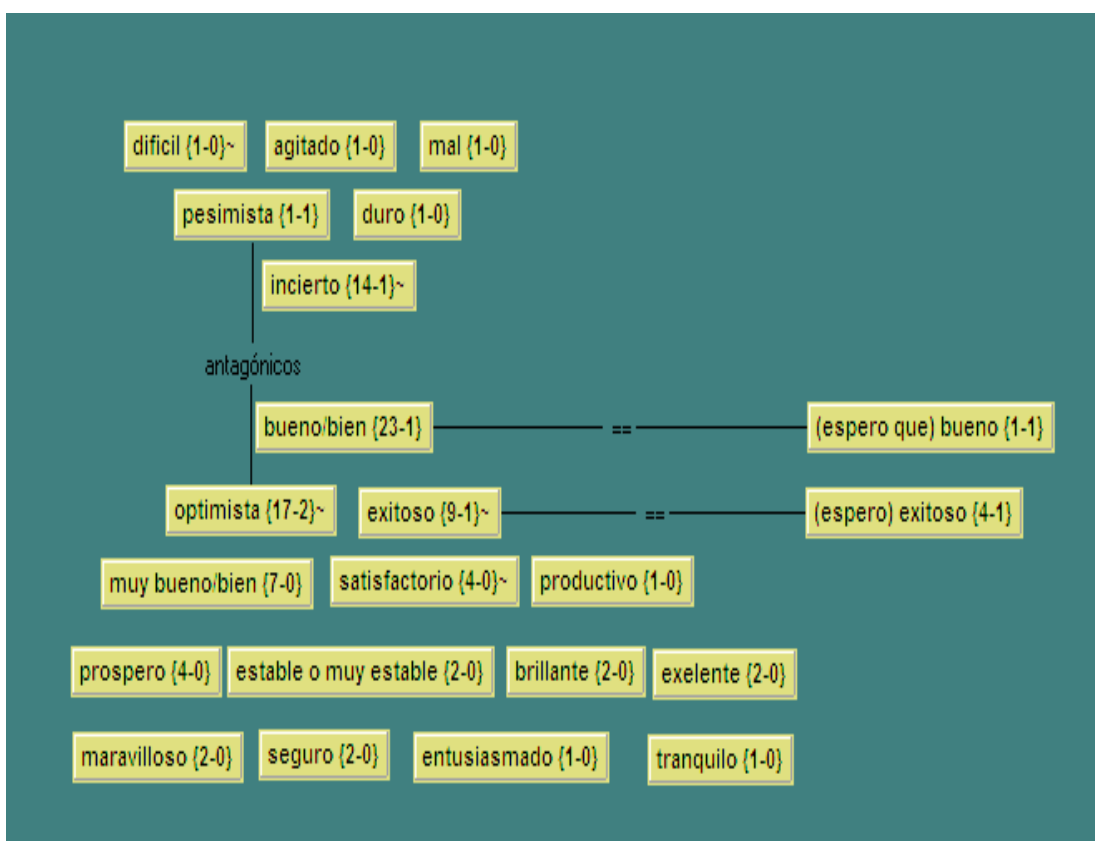 dificil {1-0}~ agitado {1-0} mal {1-0}
pesimista {1-1} duro {1-0}
incierto {14-1}~
antagónicos
bueno/bien {23-1} == (espero que) bueno {1-1}
optimista {17-2}~ exitoso {9-1}~ == (espero) exitoso {4-1}
muy bueno/bien {7-0} satisfactorio {4-0}~ productivo {1-0}
prospero {4-0} estable o muy estable {2-0} brillante {2-0} exelente {2-0}
maravilloso {2-0} seguro {2-0} entusiasmado {1-0} tranquilo {1-0}